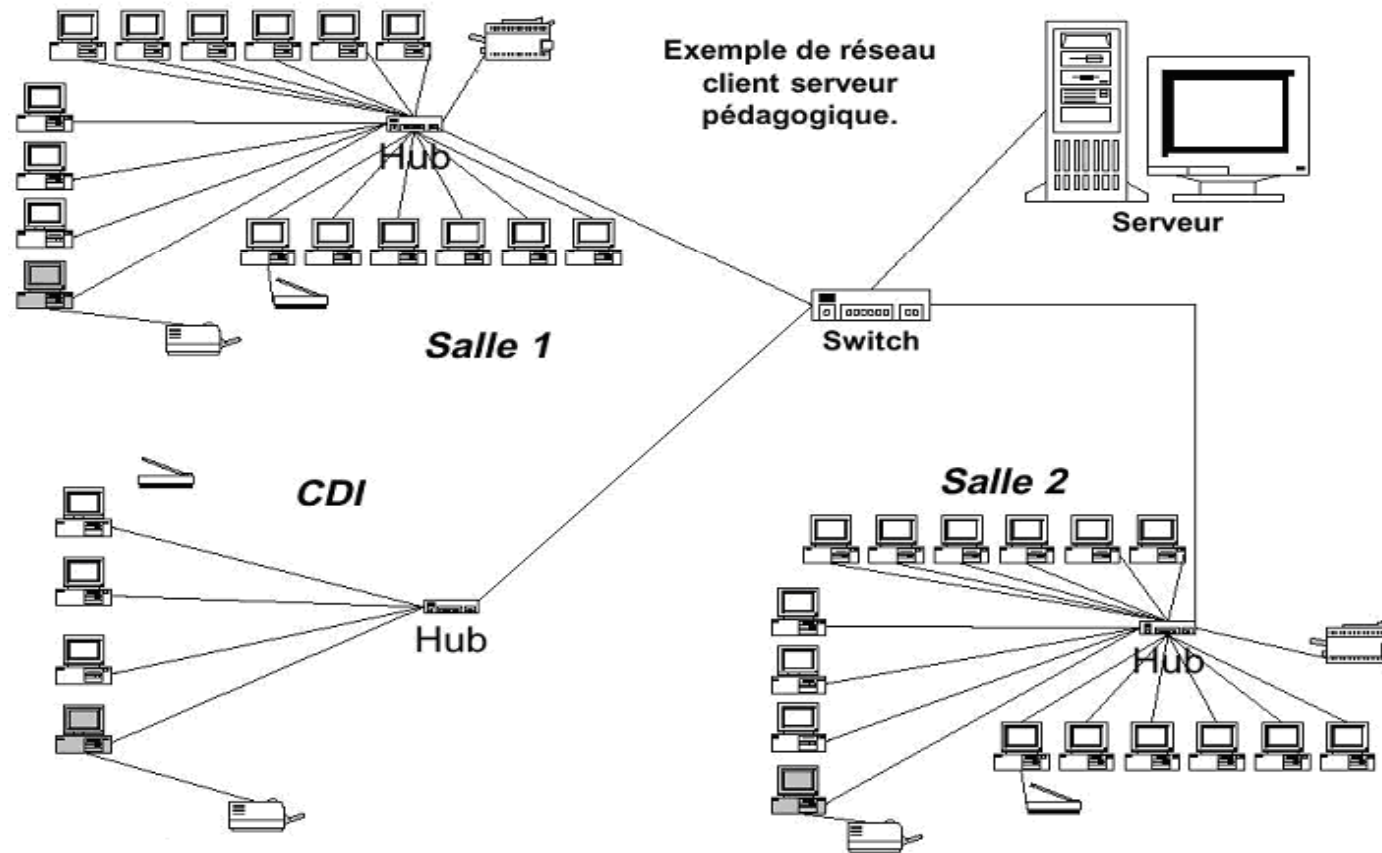 Exemple de réseau
client serveur
pédagogique.
Hub
Serveur
Salle 1
Switch
CDI
Salle 2
Hub
Hub